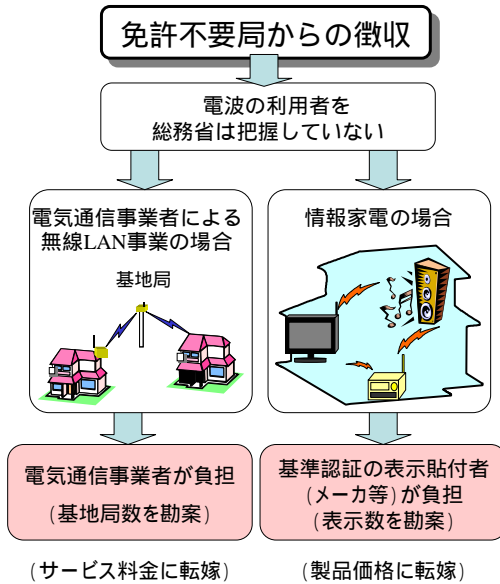 免許不要局からの徴収
電波の利用者を
総務省は把握していない
電気通信事業者による
無線LAN事業の場合
基地局
情報家電の場合
電気通信事業者が負担
(基地局数を勘案)
基準認証の表示貼付者
(メーカ等)が負担
(表示数を勘案)
(サービス料金に転嫁)
(製品価格に転嫁)